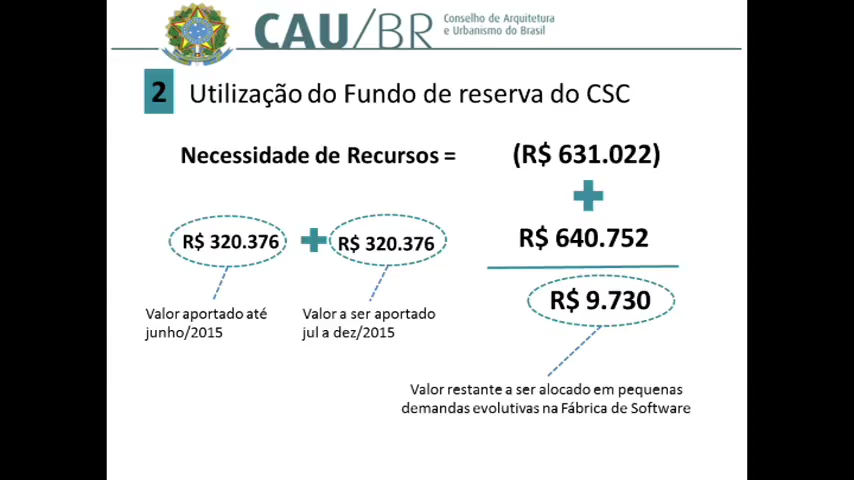 CAU/BR
Conselho de Arquitetura
e Urbanismo do Brasil
2 Utilização do Fundo de reserva do CSC
Necessidade de Recursos = (R$ 631.022)
+
R$ 320.376 + R$ 320.376 R$ 640.752
R$ 9.730
Valor aportado até
junho/2015
Valor a ser aportado
jul a dez/2015
Valor restante a ser alocado em pequenas
demandas evolutivas na Fábrica de Software